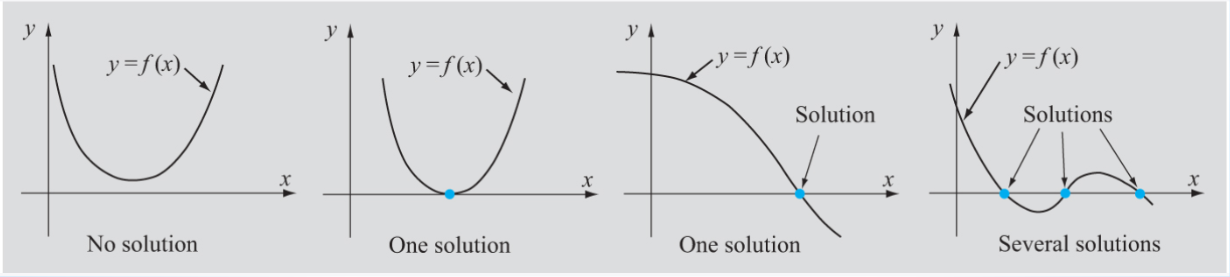 y
y = f(x)
x
No solution
y
y = f(x)
x
One solution
y
y = f(x)
Solution
x
One solution
y
y = f(x)
Solutions
x
Several solutions